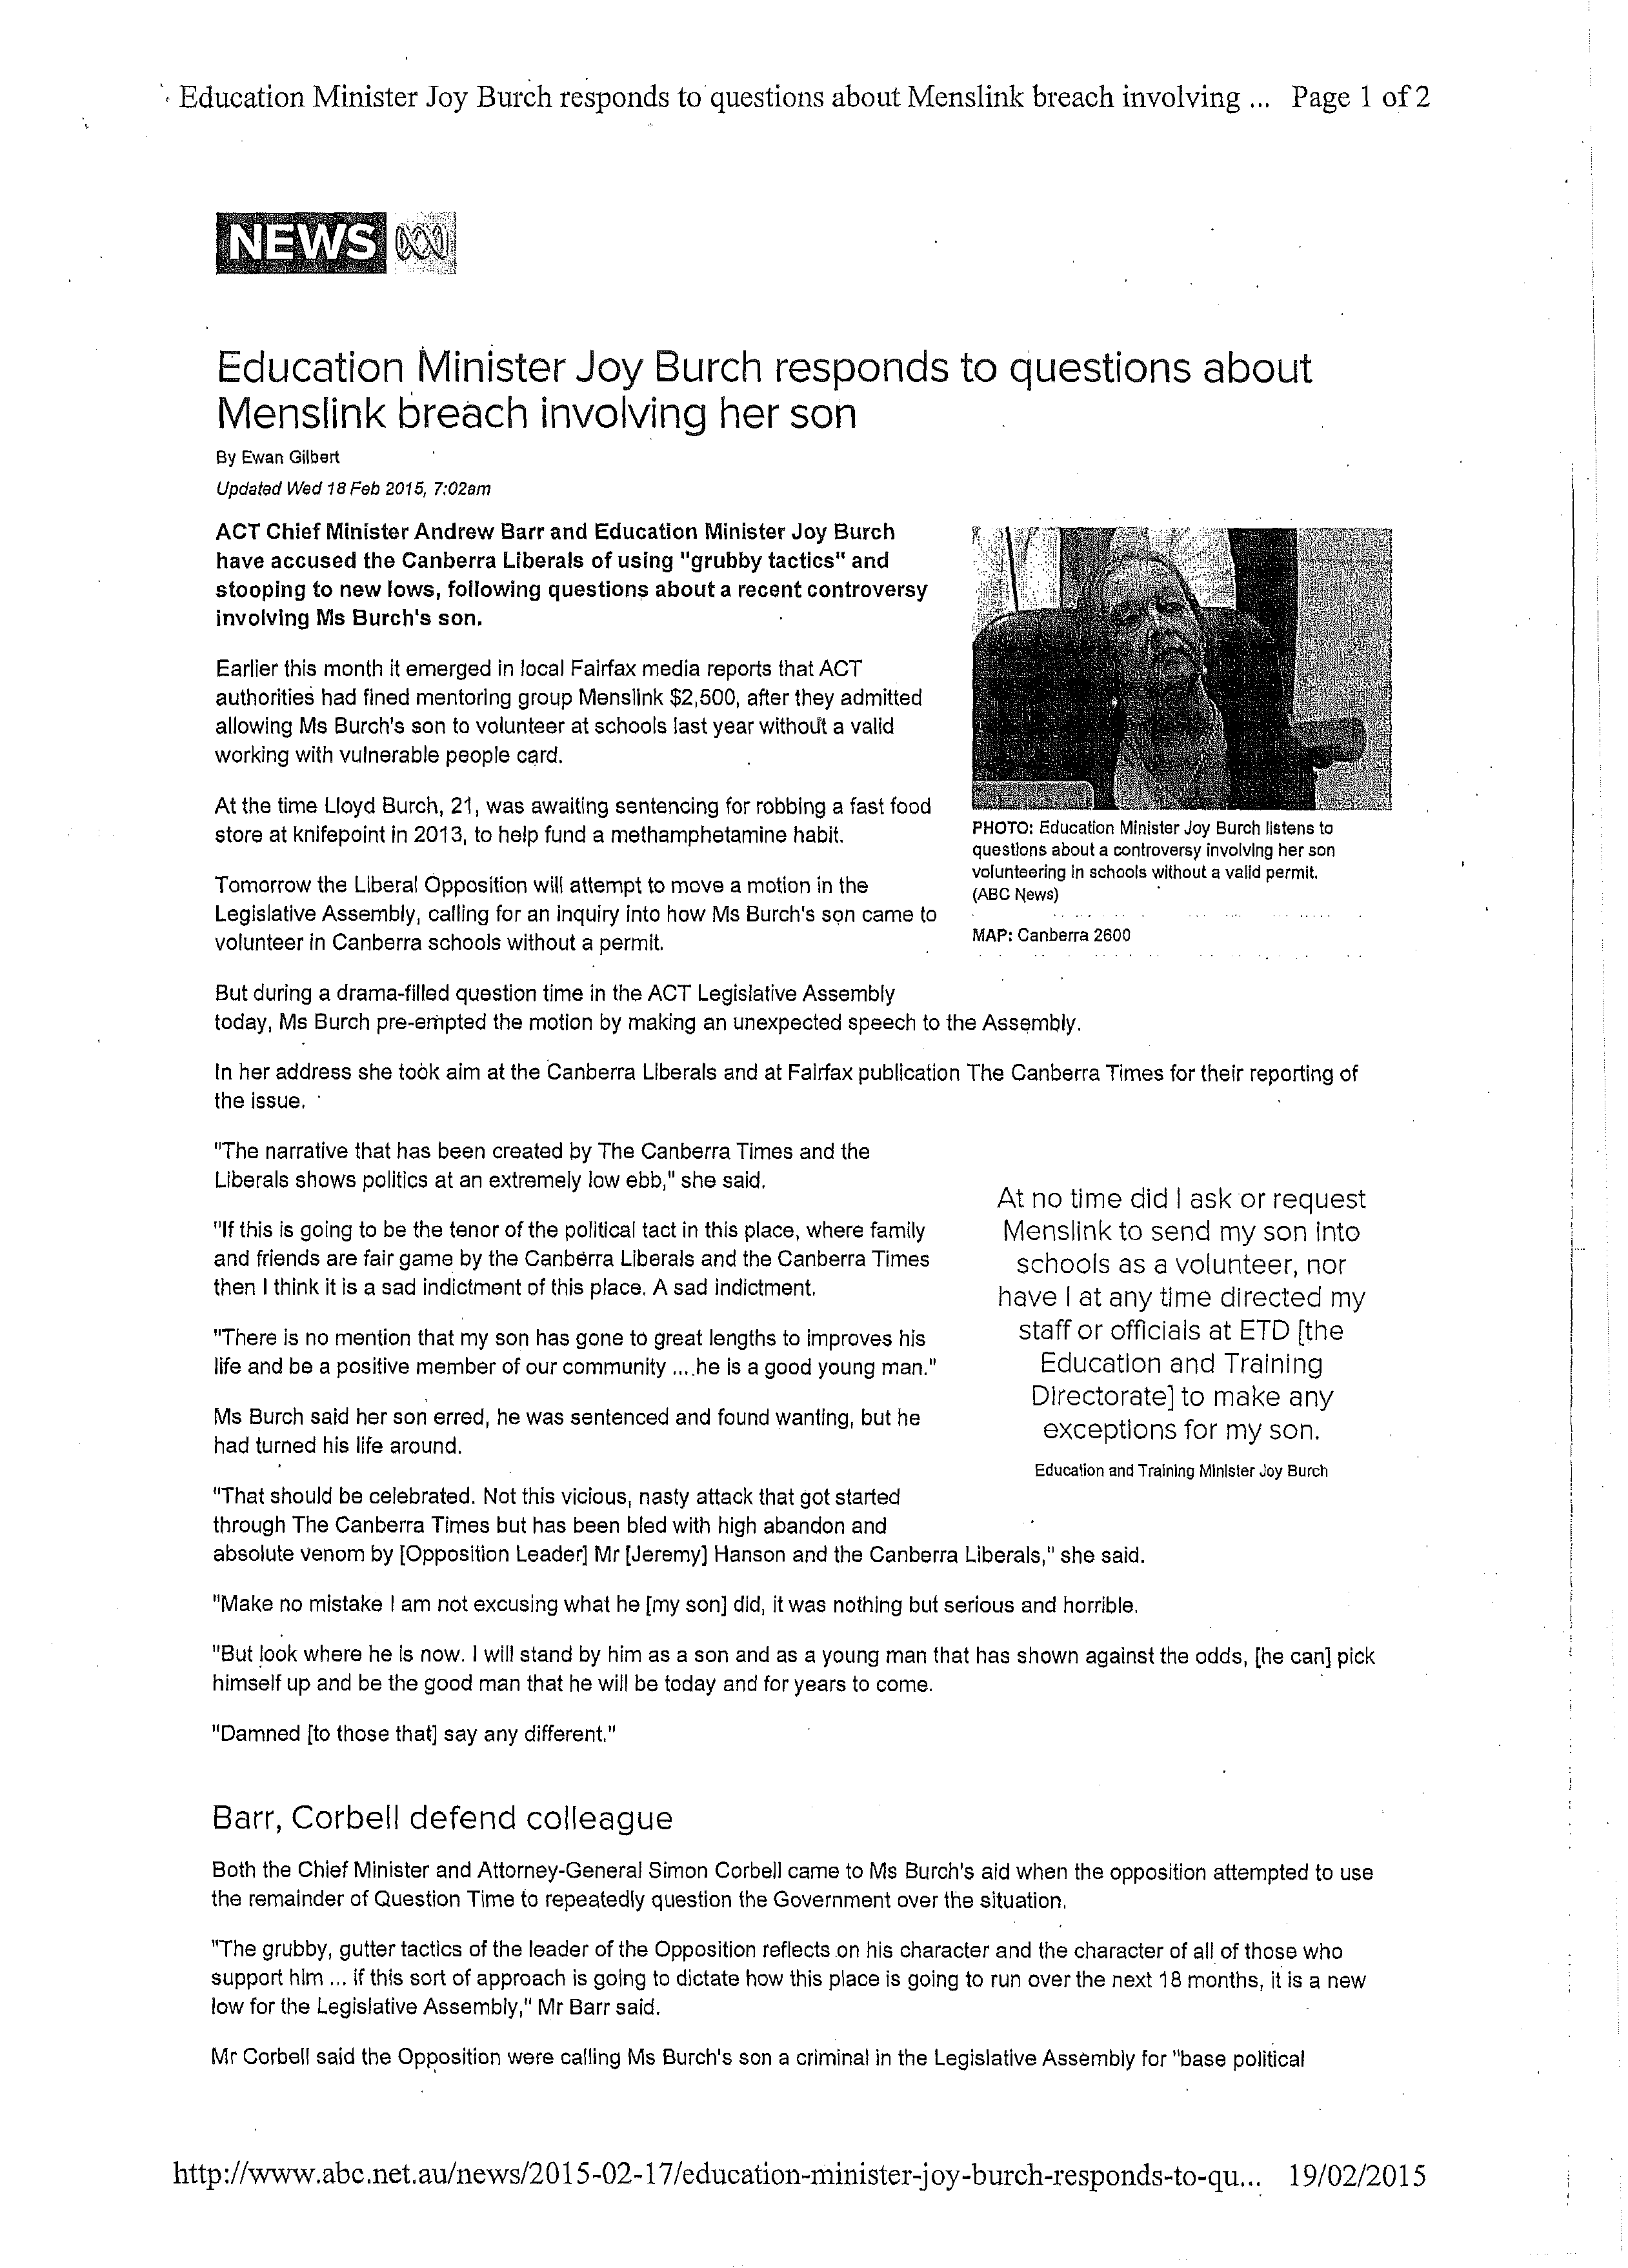 Education Minister Joy Burch responds to questions about Menslink breach involving ... Page 1 of 2
NEWS
Education Minister Joy Burch responds to questions about
Menslink breach involving her son
By Ewan Gilbert
Updated Wed 18 Feb 2015, 7:02am
ACT Chief Minister Andrew Barr and Education Minister Joy Burch
have accused the Canberra Liberals of using "grubby tactics" and
stooping to new lows, following questions about a recent controversy
involving Ms Burch's son.
Earlier this month it emerged in local Fairfax media reports that ACT
authorities had fined mentoring group Menslink $2,500, after they admitted
allowing Ms Burch's son to volunteer at schools last year without a valid
working with vulnerable people card.
At the time Lloyd Burch, 21, was awaiting sentencing for robbing a fast food
store at knifepoint in 2013, to help fund a methamphetamine habit.
Tomorrow the Liberal Opposition will attempt to move a motion in the
Legislative Assembly, calling for an inquiry into how Ms Burch's son came to
volunteer in Canberra schools without a permit.
PHOTO: Education Minister Joy Burch listens to
questions about a controversy involving her son
volunteering in schools without a valid permit.
(ABC News)
MAP: Canberra 2600
But during a drama-filled question time in the ACT Legislative Assembly
today, Ms Burch pre-empted the motion by making an unexpected speech to the Assembly.
In her address she took aim at the Canberra Liberals and at Fairfax publication The Canberra Times for their reporting of
the issue.
"The narrative that has been created by The Canberra Times and the
Liberals shows politics at an extremely low ebb," she said.
"If this is going to be the tenor of the political tact in this place, where family
and friends are fair game by the Canberra Liberals and the Canberra Times
then I think it is a sad indictment of this place. A sad indictment.
"There is no mention that my son has gone to great lengths to improves his
life and be a positive member of our community ....he is a good young man."
Ms Burch said her son erred, he was sentenced and found wanting, but he
had turned his life around.
At no time did I ask or request
Menslink to send my son into
schools as a volunteer, nor
have I at any time directed my
staff or officials at ETD [the
Education and Training
Directorate] to make any
exceptions for my son.
Education and Training Minister Joy Burch
"That should be celebrated. Not this vicious, nasty attack that got started
through The Canberra Times but has been bled with high abandon and
absolute venom by [Opposition Leader] Mr [Jeremy] Hanson and the Canberra Liberals," she said.
"Make no mistake I am not excusing what he [my son] did, it was nothing but serious and horrible.
"But look where he is now. I will stand by him as a son and as a young man that has shown against the odds, [he can] pick
himself up and be the good man that he will be today and for years to come.
"Damned [to those that] say any different."
Barr, Corbell defend colleague
Both the Chief Minister and Attorney-General Simon Corbell came to Ms Burch's aid when the opposition attempted to use
the remainder of Question Time to repeatedly question the Government over the situation.
"The grubby, gutter tactics of the leader of the Opposition reflects on his character and the character of all of those who
support him ... if this sort of approach is going to dictate how this place is going to run over the next 18 months, it is a new
low for the Legislative Assembly," Mr Barr said.
Mr Corbell said the Opposition were calling Ms Burch's son a criminal in the Legislative Assembly for "base political
http://www.abc.net.au/news/2015-02-17/education-minister-joy-burch-responds-to-qu... 19/02/2015